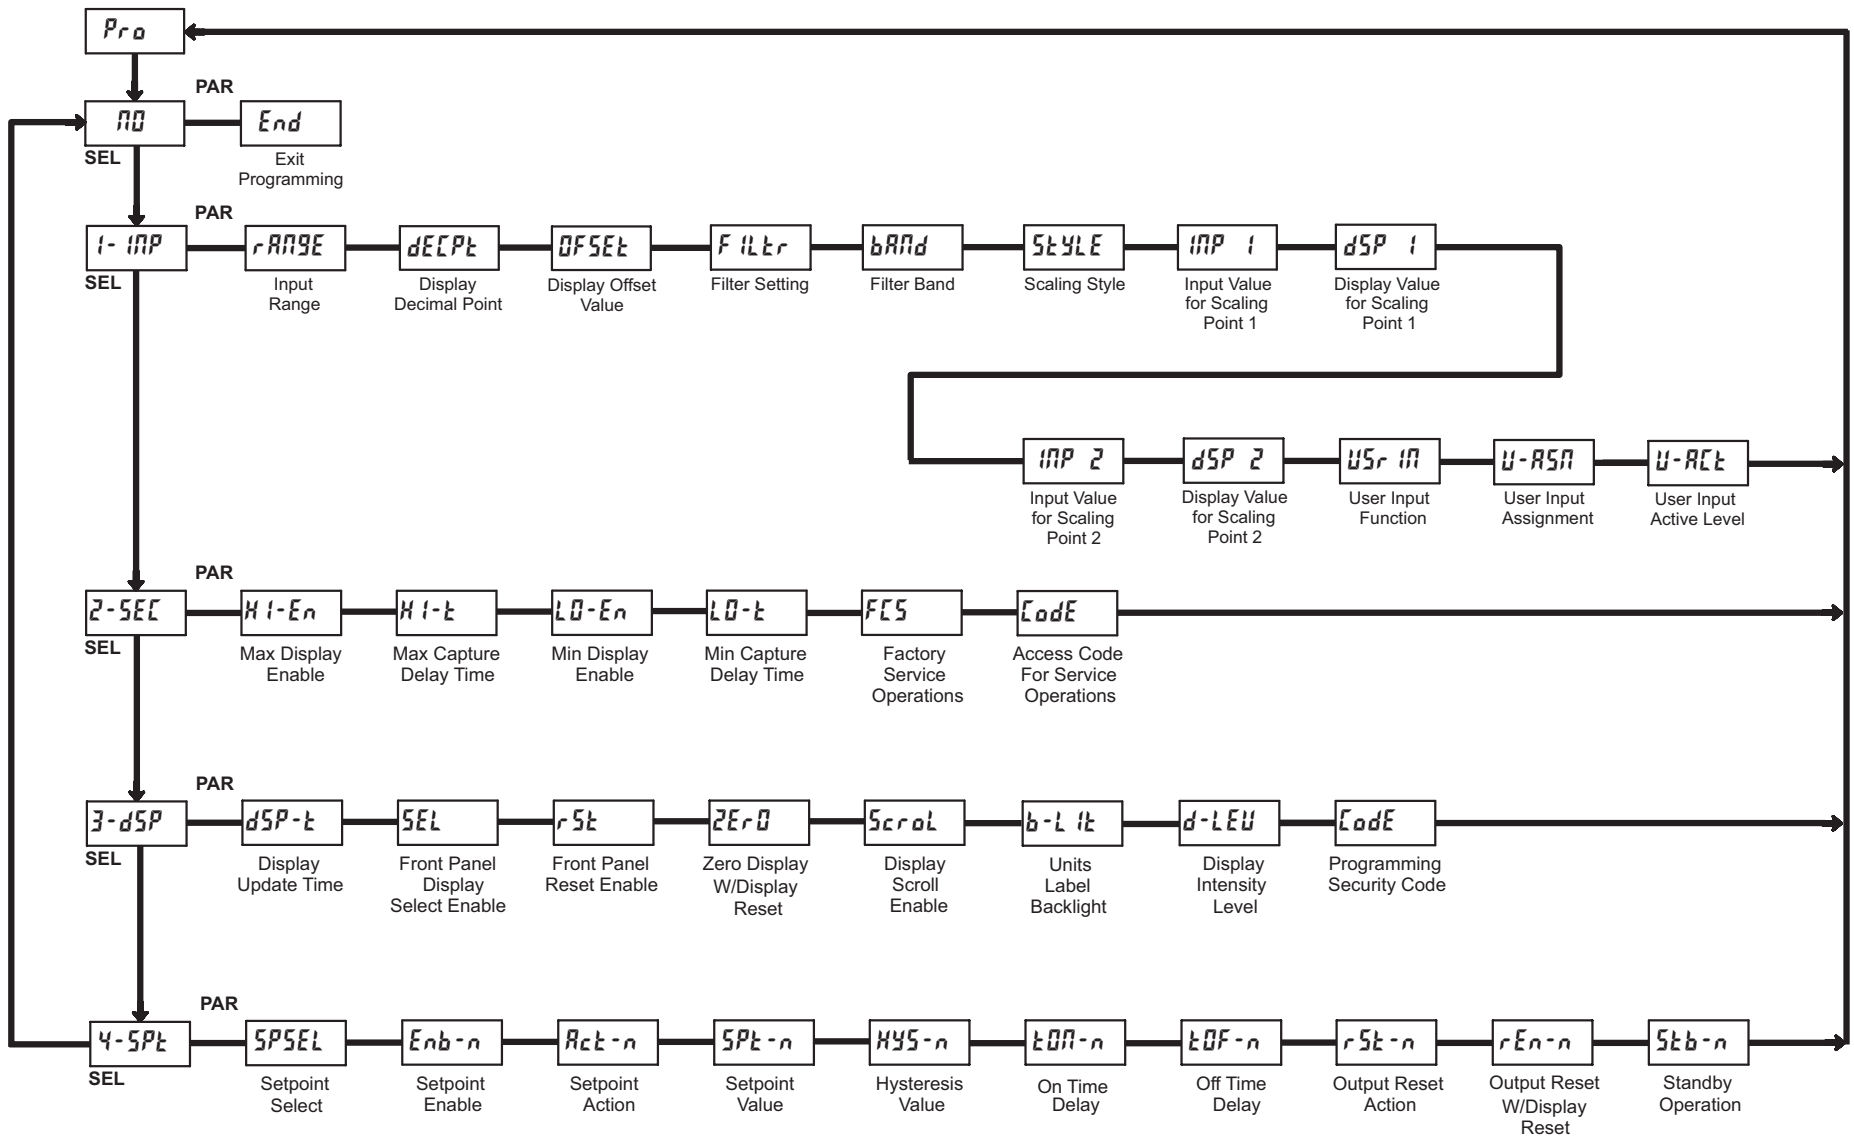 Pro
PAR
NO
End
SEL
Exit
Programming
PAR
1-INP
rANGE
dECPt
OFSEt
FILtr
bANd
StYLE
INP 1
dSP 1
SEL
Input
Range
Display
Decimal Point
Display Offset
Value
Filter Setting
Filter Band
Scaling Style
Input Value
for Scaling
Point 1
Display Value
for Scaling
Point 1
INP 2
dSP 2
USr IN
U-ASN
U-ACt
Input Value
for Scaling
Point 2
Display Value
for Scaling
Point 2
User Input
Function
User Input
Assignment
User Input
Active Level
PAR
2-SEC
HI-En
HI-t
LO-En
LO-t
FCS
CodE
SEL
Max Display
Enable
Max Capture
Delay Time
Min Display
Enable
Min Capture
Delay Time
Factory
Service
Operations
Access Code
For Service
Operations
PAR
3-dSP
dSP-t
SEL
rSt
ZErO
ScroL
b-LIt
d-LEV
CodE
SEL
Display
Update Time
Front Panel
Display
Select Enable
Front Panel
Reset Enable
Zero Display
W/Display
Reset
Display
Scroll
Enable
Units
Label
Backlight
Display
Intensity
Level
Programming
Security Code
PAR
4-SPt
SPSEL
Enb-n
Act-n
SPt-n
HYS-n
tON-n
tOF-n
rSt-n
rEn-n
Stb-n
SEL
Setpoint
Select
Setpoint
Enable
Setpoint
Action
Setpoint
Value
Hysteresis
Value
On Time
Delay
Off Time
Delay
Output Reset
Action
Output Reset
W/Display
Reset
Standby
Operation